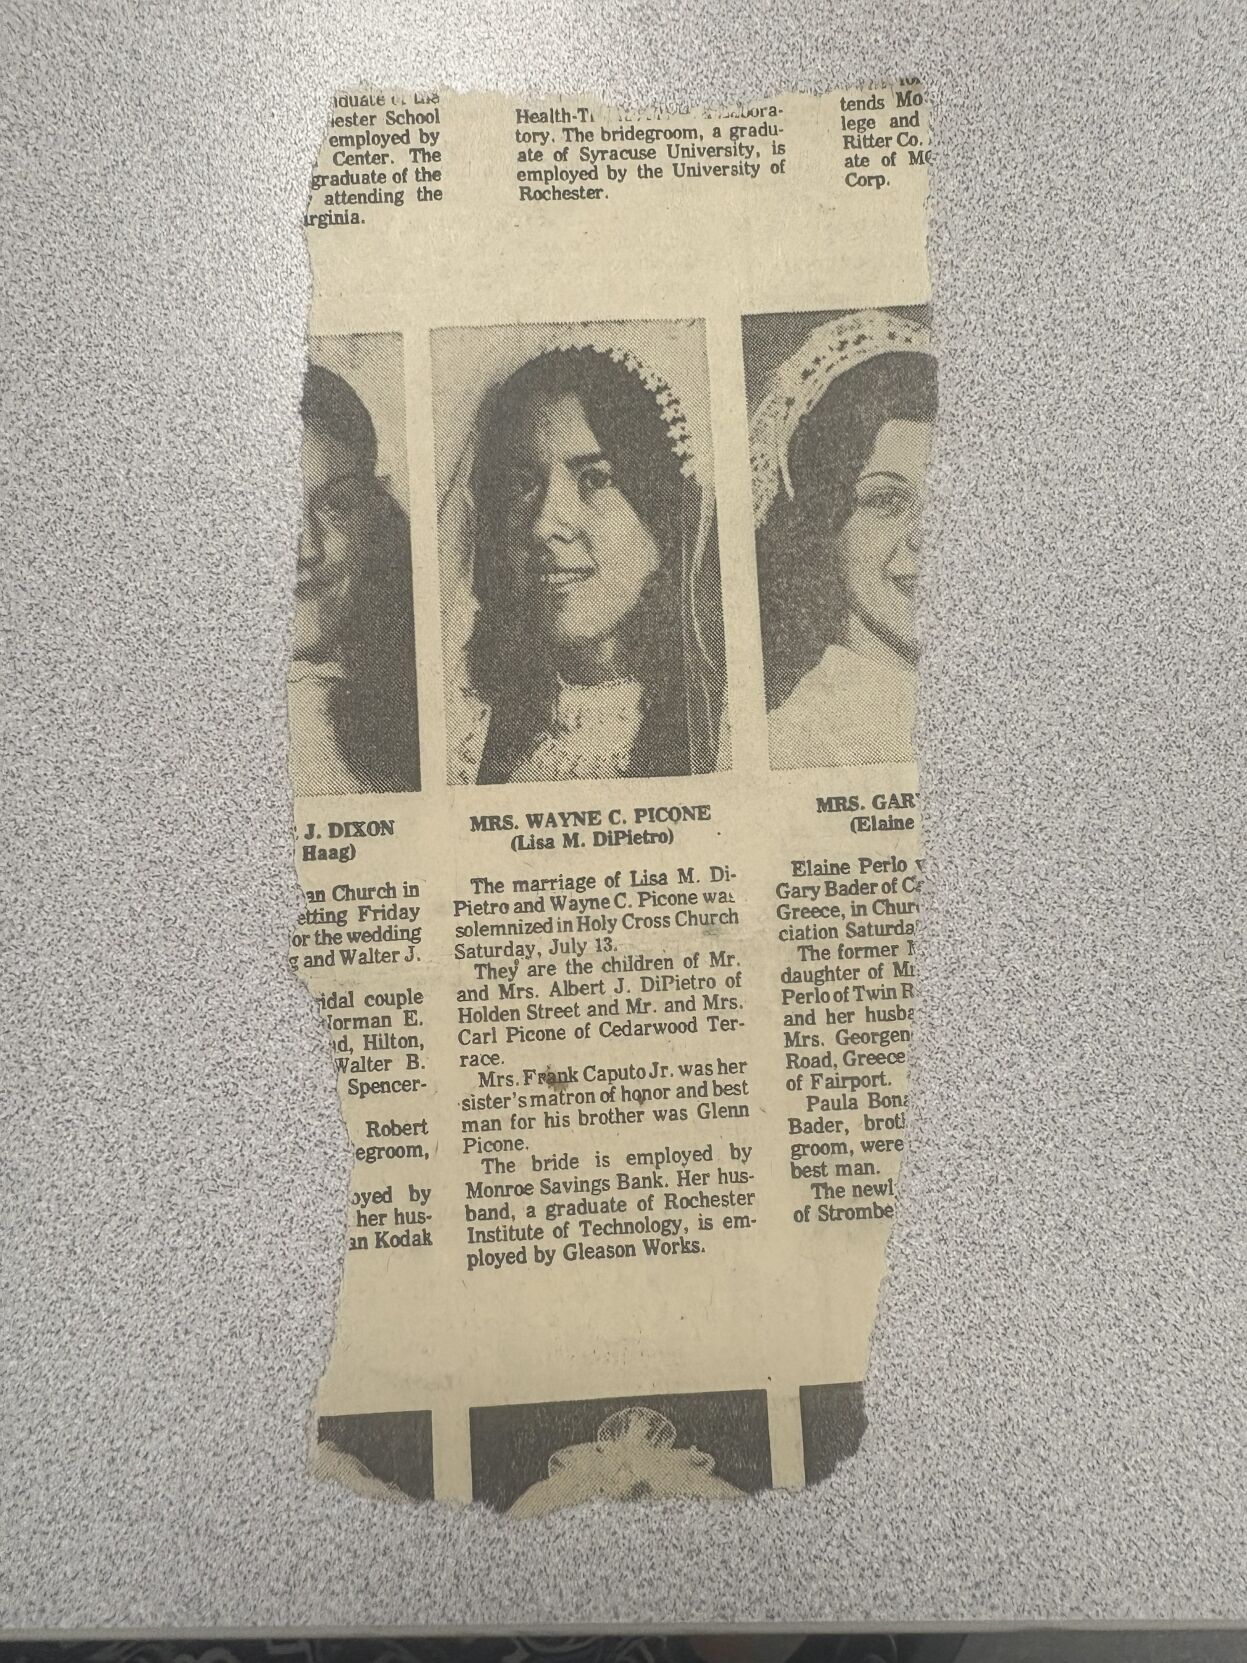 hester School
employed by
Center. The
graduate of the
attending the
Health-
tory. The bridegroom, a gradu-
ate of Syracuse University, is
employed by the University of
Rochester.
tends
lege and
Ritter Co.
ate of
Corp.
J. DIXON
Haag)
Church in
Friday
or the wedding
and Walter J.
couple
Norman E.
Hilton,
Walter B.
Spencer-
Robert
by
her hus-
Kodak
MRS. WAYNE C. PICONE
(Lisa M. DiPietro)
The marriage of Lisa M. Di-
Pietro and Wayne C. Picone was
solemnized in Holy Cross Church
Saturday, July 13.
They are the children of Mr.
and Mrs. Albert J. DiPietro of
Holden Street and Mr. and Mrs.
Carl Picone of Cedarwood Ter-
race.
Mrs. Frank Caputo Jr. was her
sister's matron of honor and best
man for his brother was Glenn
Picone.
The bride is employed by
Monroe Savings Bank. Her hus-
band, a graduate of Rochester
Institute of Technology, is em-
ployed by Gleason Works.
MRS. GAR
(Elaine
Elaine Perlo
Gary Bader of
Greece, in
ciation
The former
daughter of
Perlo of Twin
and her
Mrs.
Road, Greece
of Fairport.
Paula
Bader,
groom, were
best man.
The
of